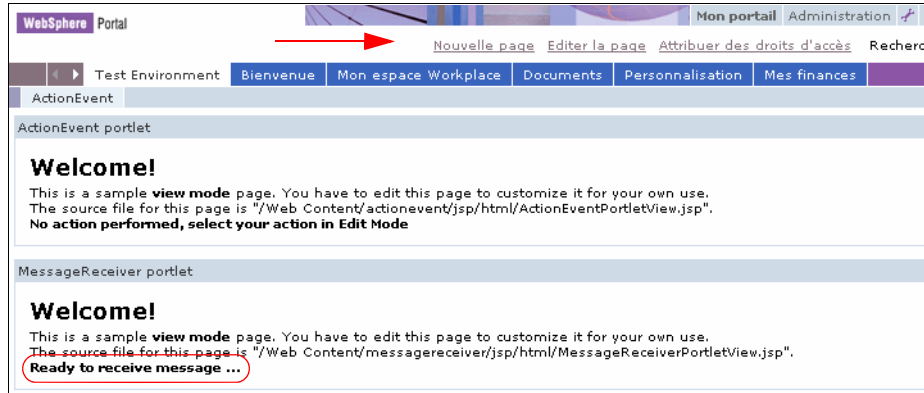 WebSphere Portal
Mon portail Administration
Nouvelle page Editer la page Attribuer des droits d'accès
Test Environment Bienvenue Mon espace Workplace Documents Personnalisation Mes finances
ActionEvent
ActionEvent portlet
Welcome!
This is a sample view mode page. You have to edit this page to customize it for your own use.
The source file for this page is "/Web Content/actionevent/jsp/html/ActionEventPortletView.jsp".
No action performed, select your action in Edit Mode
MessageReceiver portlet
Welcome!
This is a sample view mode page. You have to edit this page to customize it for your own use.
The source file for this page is "/Web Content/messagereceiver/jsp/html/MessageReceiverPortletView.jsp".
Ready to receive message ...